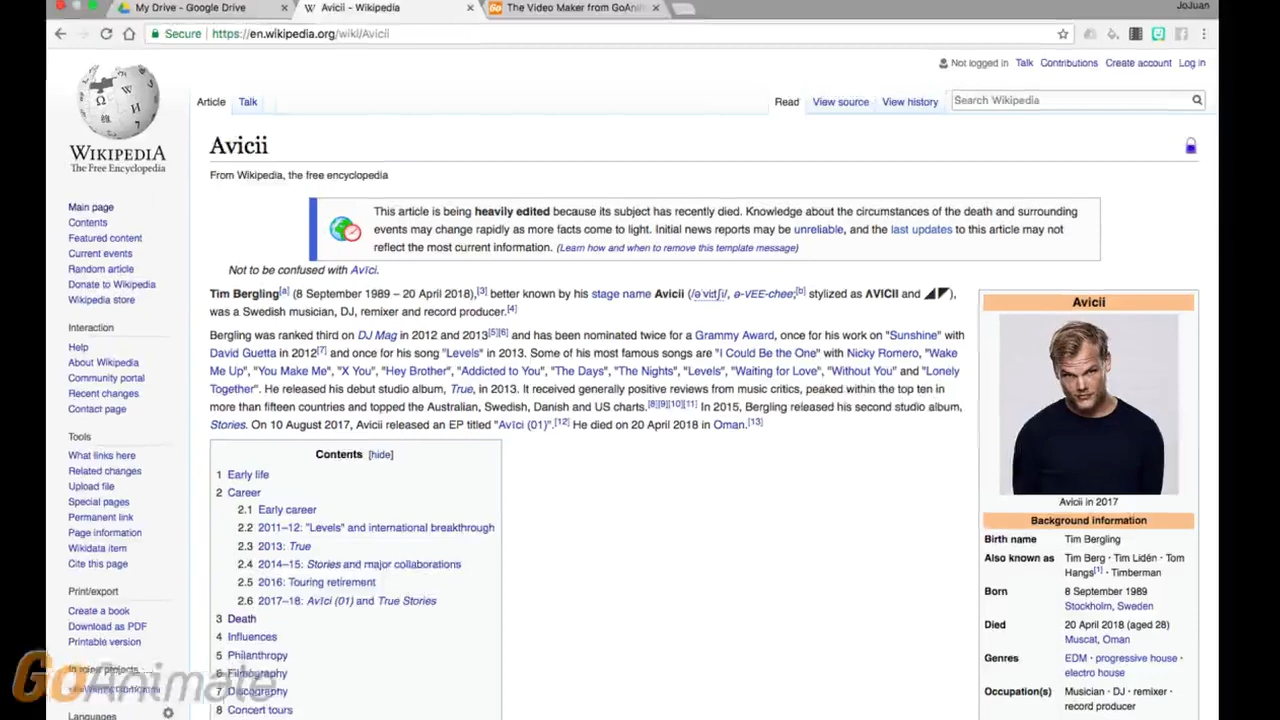 My Drive - Google Drive
Avicii - Wikipedia
The Video Maker from GoAni
JoJuan
Secure
https://en.wikipedia.org/wiki/Avicii
WIKIPEDIA
The Free Encyclopedia
Main page
Contents
Featured content
Current events
Random article
Donate to Wikipedia
Wikipedia store
Interaction
Help
About Wikipedia
Community portal
Recent changes
Contact page
Tools
What links here
Related changes
Upload file
Special pages
Permanent link
Page information
Wikidata item
Cite this page
Print/export
Create a book
Download as PDF
Printable version
Languages
Not logged in Talk Contributions Create account Log in
Article Talk
Read View source View history
Search Wikipedia
Avicii
From Wikipedia, the free encyclopedia
This article is being heavily edited because its subject has recently died. Knowledge about the circumstances of the death and surrounding
events may change rapidly as more facts come to light. Initial news reports may be unreliable, and the last updates to this article may not
reflect the most current information. (Learn how and when to remove this template message)
Not to be confused with Avīci.
Tim Bergling[a] (8 September 1989 – 20 April 2018),[3] better known by his stage name Avicii (/əˈviːtʃi/, ə-VEE-chee;[b] stylized as ΛVICII and ◢◤),
was a Swedish musician, DJ, remixer and record producer.[4]
Bergling was ranked third on DJ Mag in 2012 and 2013[5][6] and has been nominated twice for a Grammy Award, once for his work on "Sunshine" with
David Guetta in 2012[7] and once for his song "Levels" in 2013. Some of his most famous songs are "I Could Be the One" with Nicky Romero, "Wake
Me Up", "You Make Me", "X You", "Hey Brother", "Addicted to You", "The Days", "The Nights", "Levels", "Waiting for Love", "Without You" and "Lonely
Together". He released his debut studio album, True, in 2013. It received generally positive reviews from music critics, peaked within the top ten in
more than fifteen countries and topped the Australian, Swedish, Danish and US charts.[8][9][10][11] In 2015, Bergling released his second studio album,
Stories. On 10 August 2017, Avicii released an EP titled "Avīci (01)".[12] He died on 20 April 2018 in Oman.[13]
Contents [hide]
1 Early life
2 Career
2.1 Early career
2.2 2011–12: "Levels" and international breakthrough
2.3 2013: True
2.4 2014–15: Stories and major collaborations
2.5 2016: Touring retirement
2.6 2017–18: Avīci (01) and True Stories
3 Death
4 Influences
5 Philanthropy
6 Filmography
7 Discography
8 Concert tours
Avicii
Avicii in 2017
Background information
Birth name Tim Bergling
Also known as Tim Berg · Tim Lidén · Tom
Hangs[1] · Timberman
Born 8 September 1989
Stockholm, Sweden
Died 20 April 2018 (aged 28)
Muscat, Oman
Genres EDM · progressive house ·
electro house
Occupation(s) Musician · DJ · remixer ·
record producer
GoAnimate